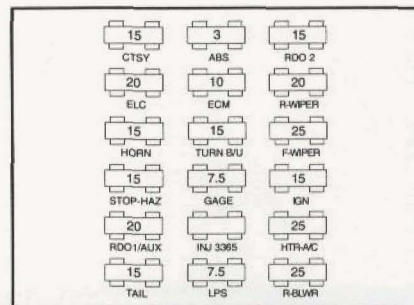 15 3 15
CTSY ABS RDO 2
20 10 20
ELC ECM R-WIPER
15 15 25
HORN TURN B/U F-WIPER
15 7.5 15
STOP-HAZ GAGE IGN
20 25
RDO1/AUX INJ 3365 HTR-A/C
15 7.5 25
TAIL LPS R-BLWR